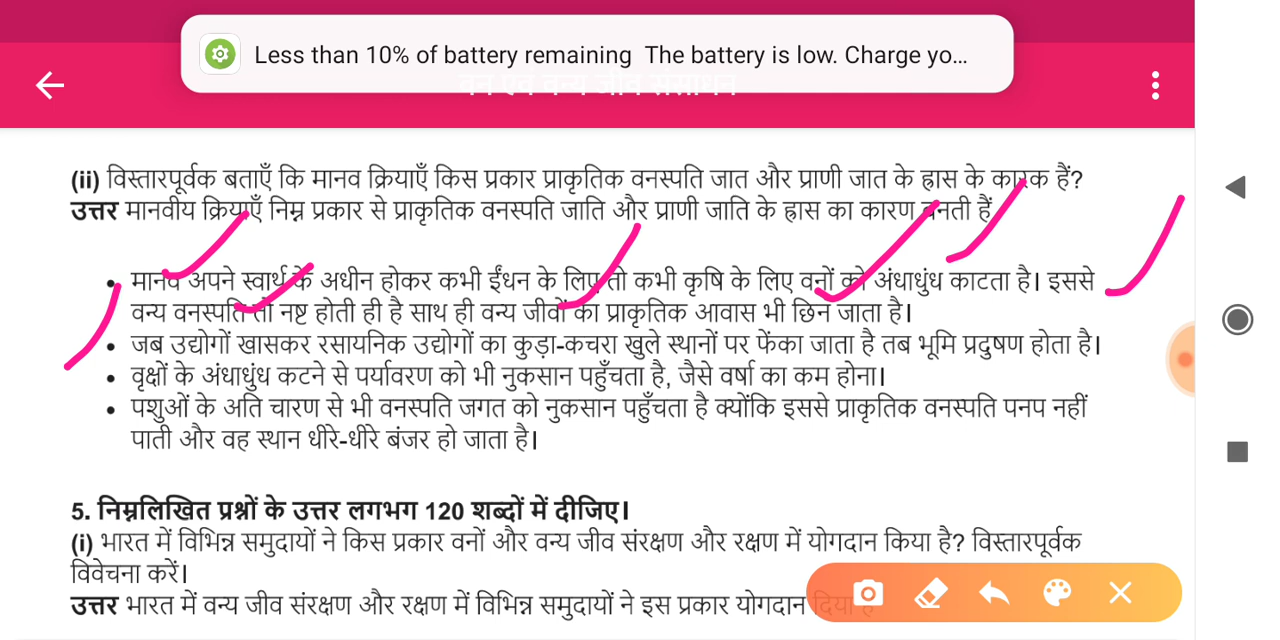 Less than 10% of battery remaining The battery is low. Charge yo...
वन एवं वन्य जीव संसाधन
(ii) विस्तारपूर्वक बताएँ कि मानव क्रियाएँ किस प्रकार प्राकृतिक वनस्पति जात और प्राणी जात के ह्रास के कारक हैं?
उत्तर मानवीय क्रियाएँ निम्न प्रकार से प्राकृतिक वनस्पति जाति और प्राणी जाति के ह्रास का कारण बनती हैं
• मानव अपने स्वार्थ के अधीन होकर कभी ईंधन के लिए तो कभी कृषि के लिए वनों को अंधाधुंध काटता है। इससे
वन्य वनस्पति तो नष्ट होती ही है साथ ही वन्य जीवों का प्राकृतिक आवास भी छिन जाता है।
• जब उद्योगों खासकर रसायनिक उद्योगों का कुड़ा-कचरा खुले स्थानों पर फेंका जाता है तब भूमि प्रदुषण होता है।
• वृक्षों के अंधाधुंध कटने से पर्यावरण को भी नुकसान पहुँचता है, जैसे वर्षा का कम होना।
• पशुओं के अति चारण से भी वनस्पति जगत को नुकसान पहुँचता है क्योंकि इससे प्राकृतिक वनस्पति पनप नहीं
पाती और वह स्थान धीरे-धीरे बंजर हो जाता है।
5. निम्नलिखित प्रश्नों के उत्तर लगभग 120 शब्दों में दीजिए।
(i) भारत में विभिन्न समुदायों ने किस प्रकार वनों और वन्य जीव संरक्षण और रक्षण में योगदान किया है? विस्तारपूर्वक
विवेचना करें।
उत्तर भारत में वन्य जीव संरक्षण और रक्षण में विभिन्न समुदायों ने इस प्रकार योगदान दिया है